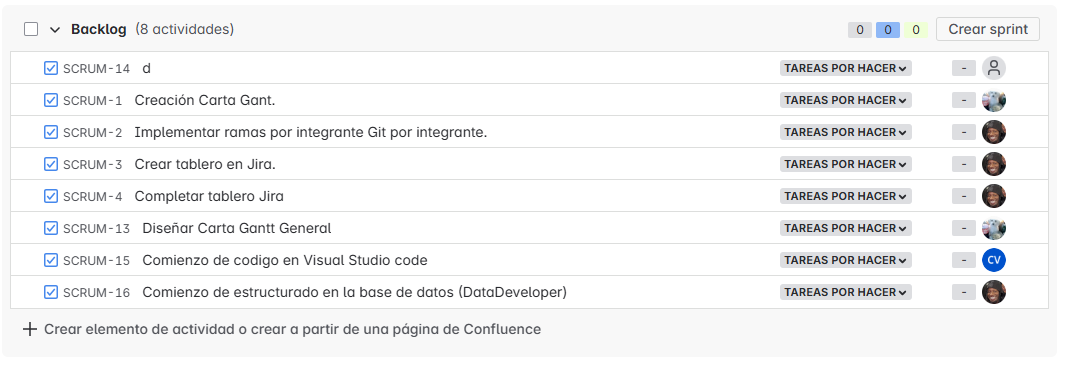 Backlog (8 actividades) 0 0 0 Crear sprint
SCRUM-14 d TAREAS POR HACER -
SCRUM-1 Creación Carta Gant. TAREAS POR HACER -
SCRUM-2 Implementar ramas por integrante Git por integrante. TAREAS POR HACER -
SCRUM-3 Crear tablero en Jira. TAREAS POR HACER -
SCRUM-4 Completar tablero Jira TAREAS POR HACER -
SCRUM-13 Diseñar Carta Gantt General TAREAS POR HACER -
SCRUM-15 Comienzo de codigo en Visual Studio code TAREAS POR HACER - CV
SCRUM-16 Comienzo de estructurado en la base de datos (DataDeveloper) TAREAS POR HACER -
Crear elemento de actividad o crear a partir de una página de Confluence